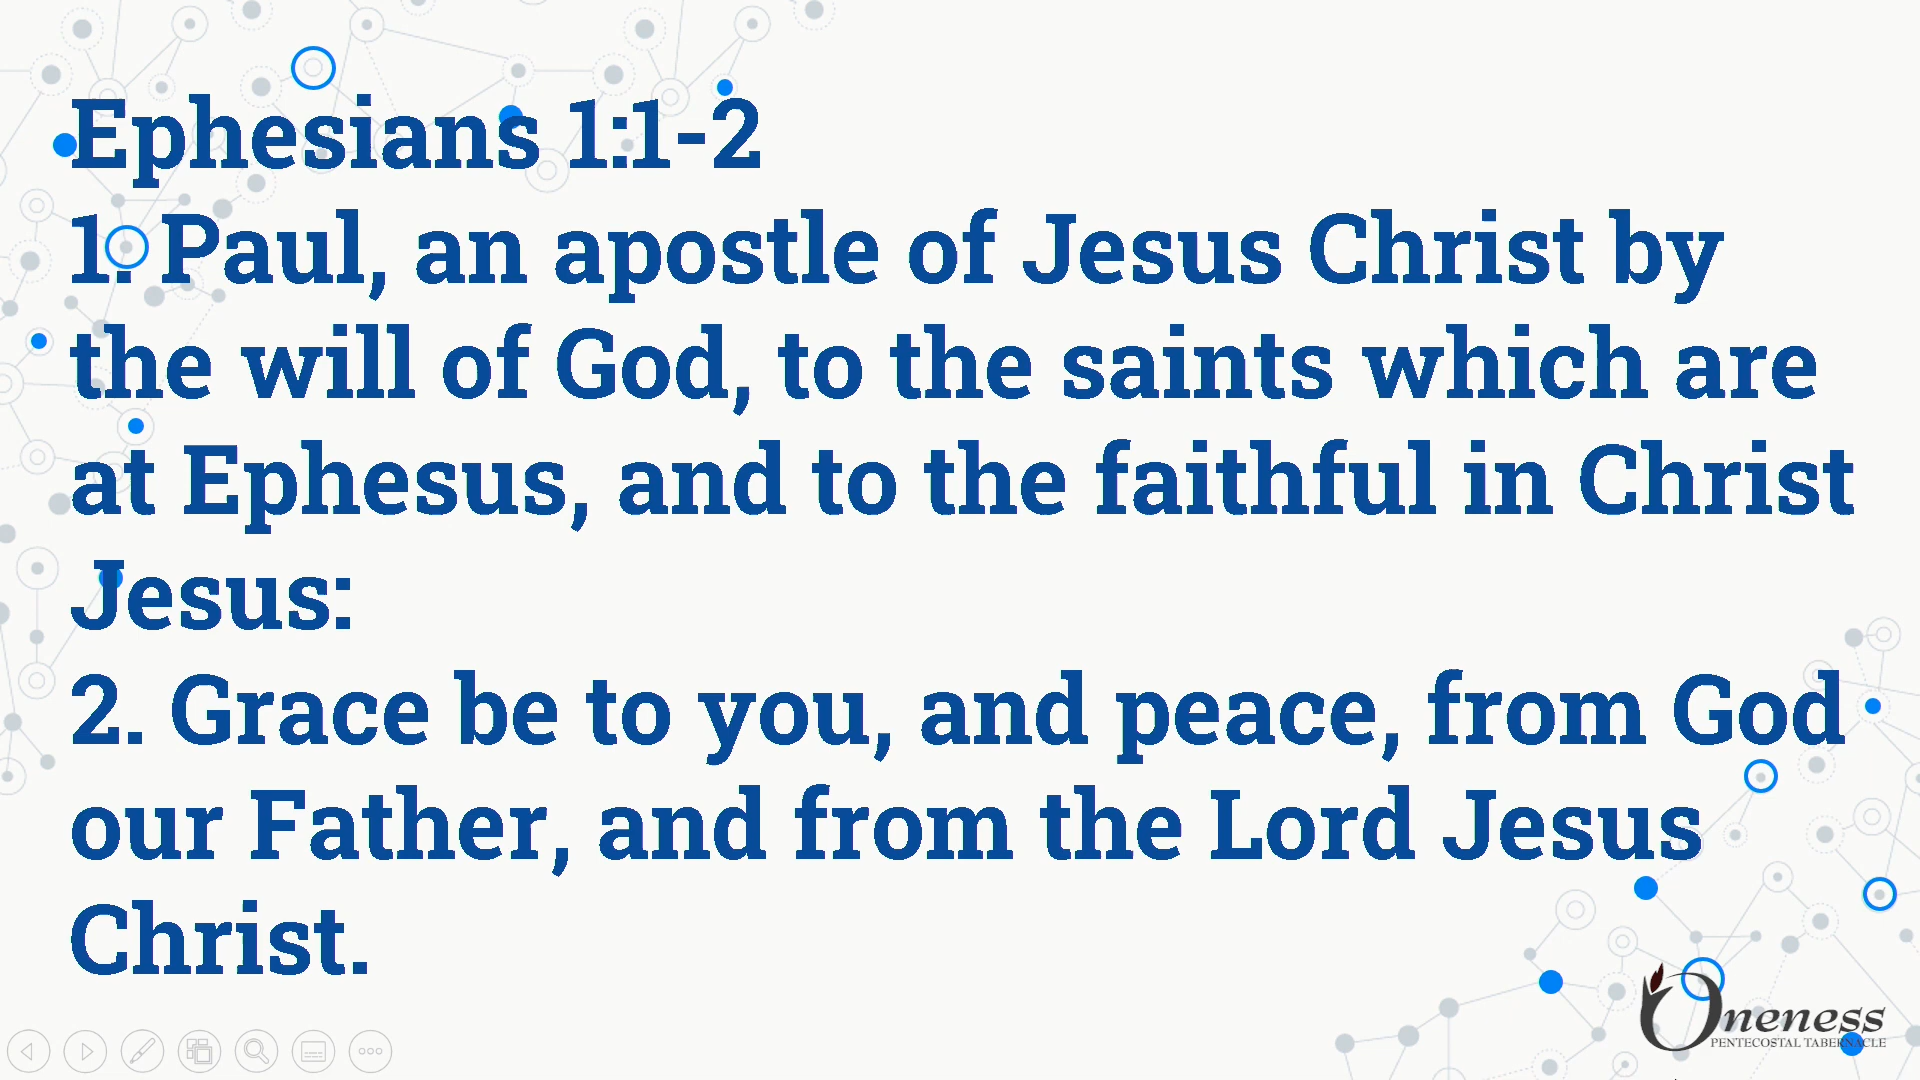 Ephesians 1:1-2
1. Paul, an apostle of Jesus Christ by
the will of God, to the saints which are
at Ephesus, and to the faithful in Christ
Jesus:
2. Grace be to you, and peace, from God
our Father, and from the Lord Jesus
Christ.
Oneness
PENTECOSTAL TABERNACLE